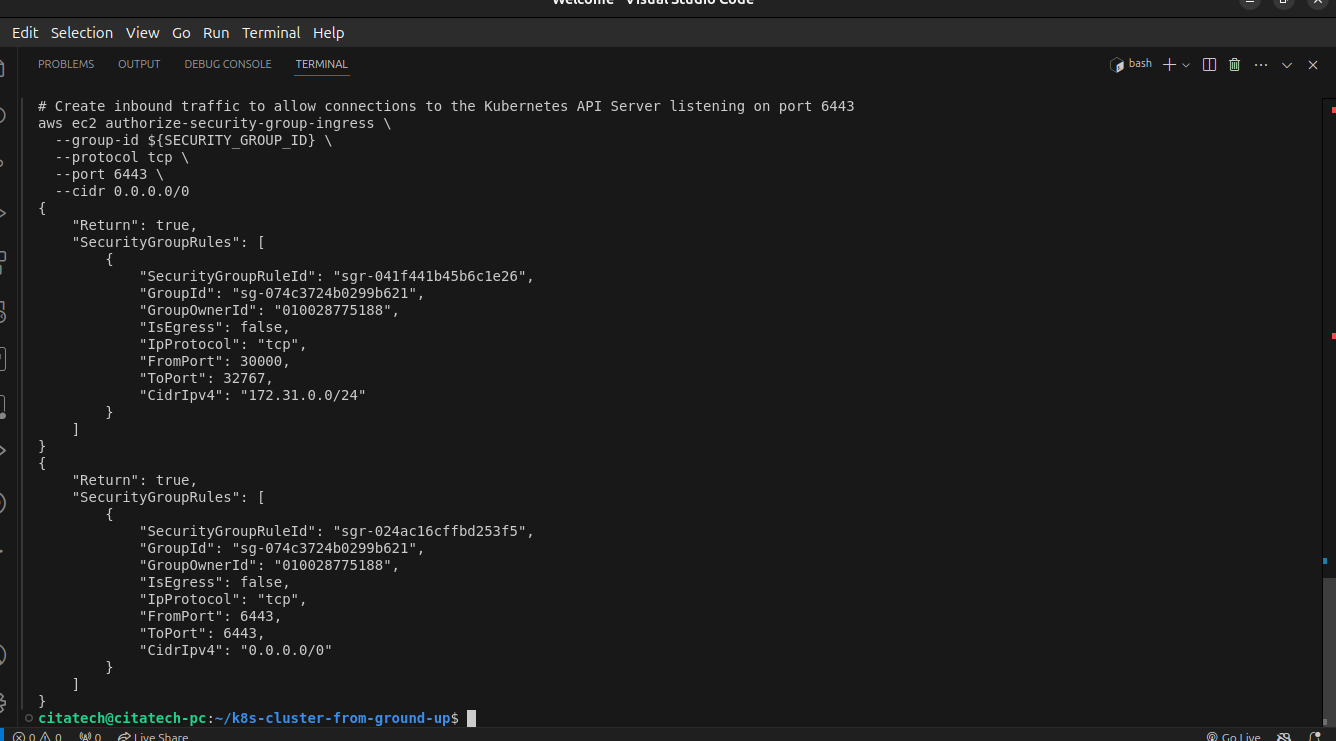 Welcome - Visual Studio Code
Edit Selection View Go Run Terminal Help
PROBLEMS OUTPUT DEBUG CONSOLE TERMINAL
bash
# Create inbound traffic to allow connections to the Kubernetes API Server listening on port 6443
aws ec2 authorize-security-group-ingress \
  --group-id ${SECURITY_GROUP_ID} \
  --protocol tcp \
  --port 6443 \
  --cidr 0.0.0.0/0
{
    "Return": true,
    "SecurityGroupRules": [
        {
            "SecurityGroupRuleId": "sgr-041f441b45b6c1e26",
            "GroupId": "sg-074c3724b0299b621",
            "GroupOwnerId": "010028775188",
            "IsEgress": false,
            "IpProtocol": "tcp",
            "FromPort": 30000,
            "ToPort": 32767,
            "CidrIpv4": "172.31.0.0/24"
        }
    ]
}
{
    "Return": true,
    "SecurityGroupRules": [
        {
            "SecurityGroupRuleId": "sgr-024ac16cffbd253f5",
            "GroupId": "sg-074c3724b0299b621",
            "GroupOwnerId": "010028775188",
            "IsEgress": false,
            "IpProtocol": "tcp",
            "FromPort": 6443,
            "ToPort": 6443,
            "CidrIpv4": "0.0.0.0/0"
        }
    ]
}
citatech@citatech-pc:~/k8s-cluster-from-ground-up$
0 0 0 Live Share Go Live